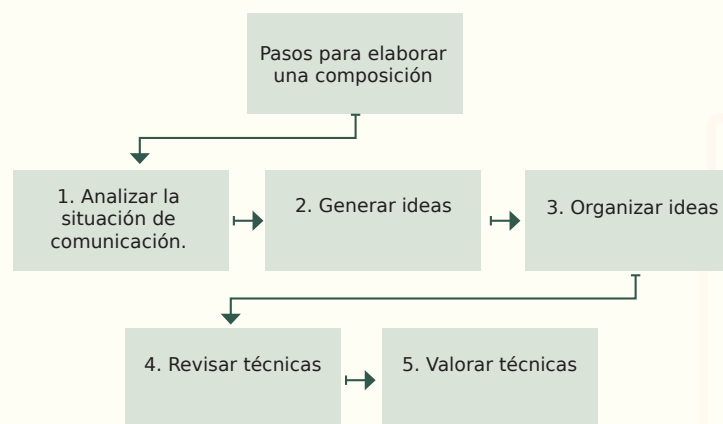 Pasos para elaborar
una composición
1. Analizar la
situación de
comunicación.
2. Generar ideas
3. Organizar ideas
4. Revisar técnicas
5. Valorar técnicas